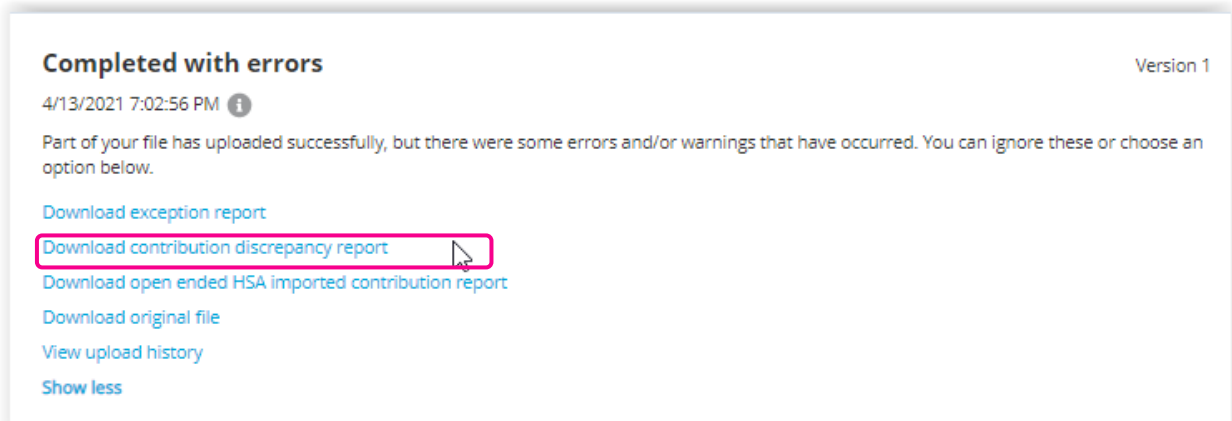 Completed with errors
Version 1
4/13/2021 7:02:56 PM
Part of your file has uploaded successfully, but there were some errors and/or warnings that have occurred. You can ignore these or choose an
option below.
Download exception report
Download contribution discrepancy report
Download open ended HSA imported contribution report
Download original file
View upload history
Show less